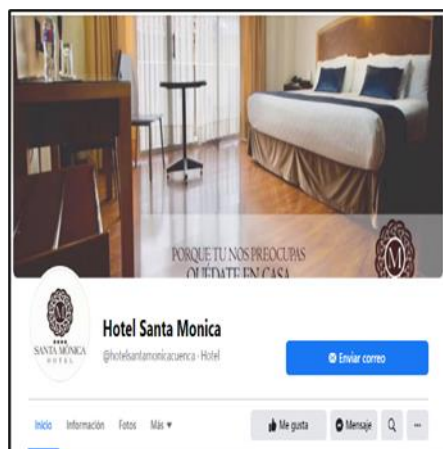 PORQUE TU NOS PREOCUPAS
QUÉDATE EN CASA
M
SANTA MÓNICA
HOTEL
Hotel Santa Monica
@hotelsantamonicacuenca · Hotel
Enviar correo
Inicio Información Fotos Más ▾
Me gusta Mensaje